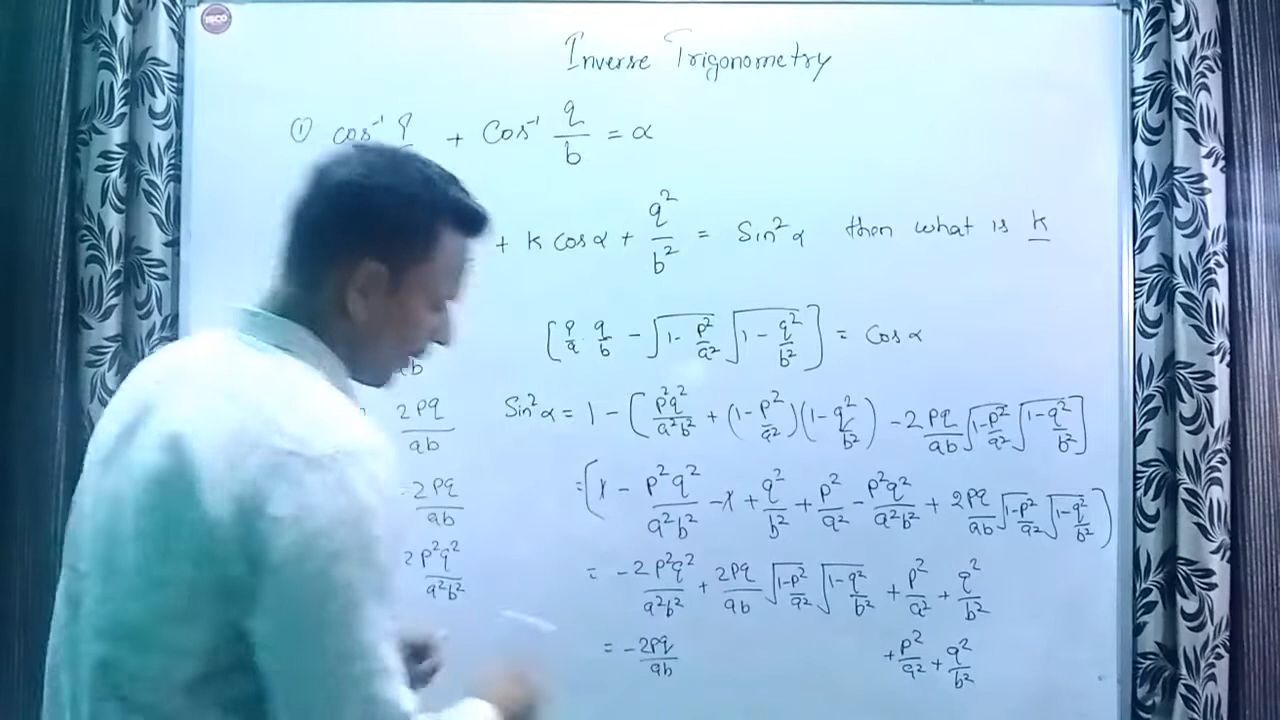 ISCO
Inverse Trigonometry
① cos⁻¹ P + Cos⁻¹ q/b = α
+ K cosα + q²/b² = Sin²α then what is K
[P/a · q/b − √(1−P²/a²) √(1−q²/b²)] = Cosα
ab
2Pq/ab
Sin²α = 1 − [P²q²/a²b² + (1−P²/a²)(1−q²/b²) − 2Pq/ab √(1−P²/a²) √(1−q²/b²)]
=2Pq/ab
=(1 − P²q²/a²b² − 1 + q²/b² + P²/a² − P²q²/a²b² + 2Pq/ab √(1−P²/a²) √(1−q²/b²))
2P²q²/a²b²
= −2P²q²/a²b² + 2Pq/ab √(1−P²/a²) √(1−q²/b²) + P²/a² + q²/b²
= −2Pq/ab + P²/a² + q²/b²